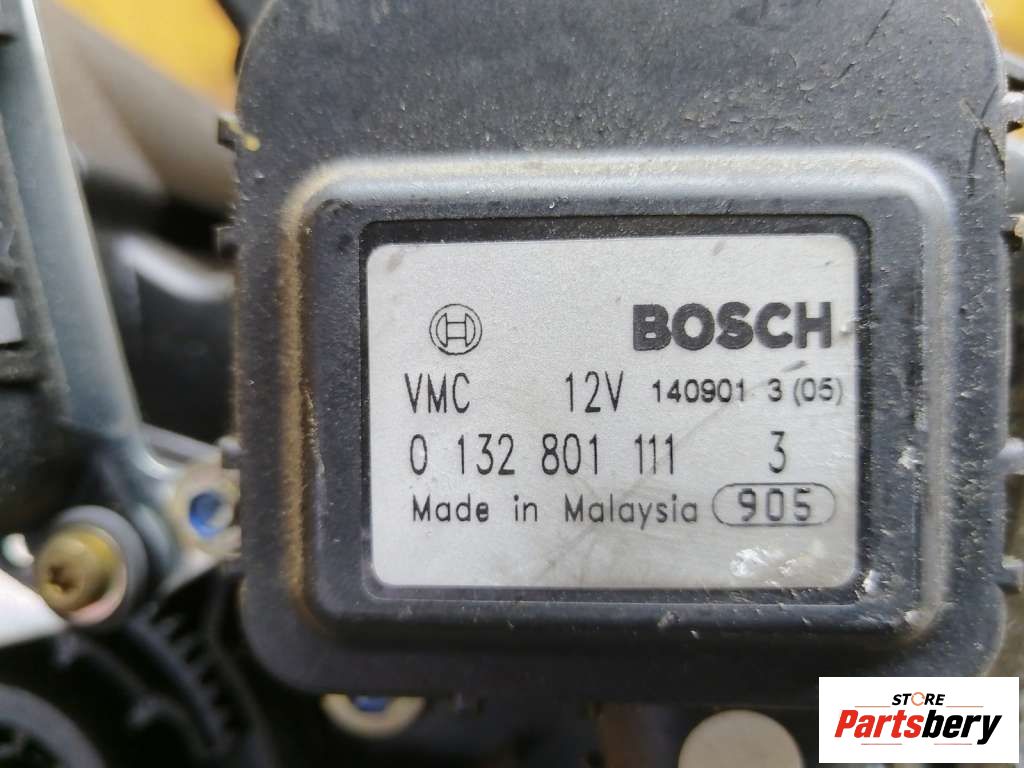 BOSCH
VMC 12V 140901 3 (05)
0 132 801 111 3
Made in Malaysia 905
STORE
Partsbery